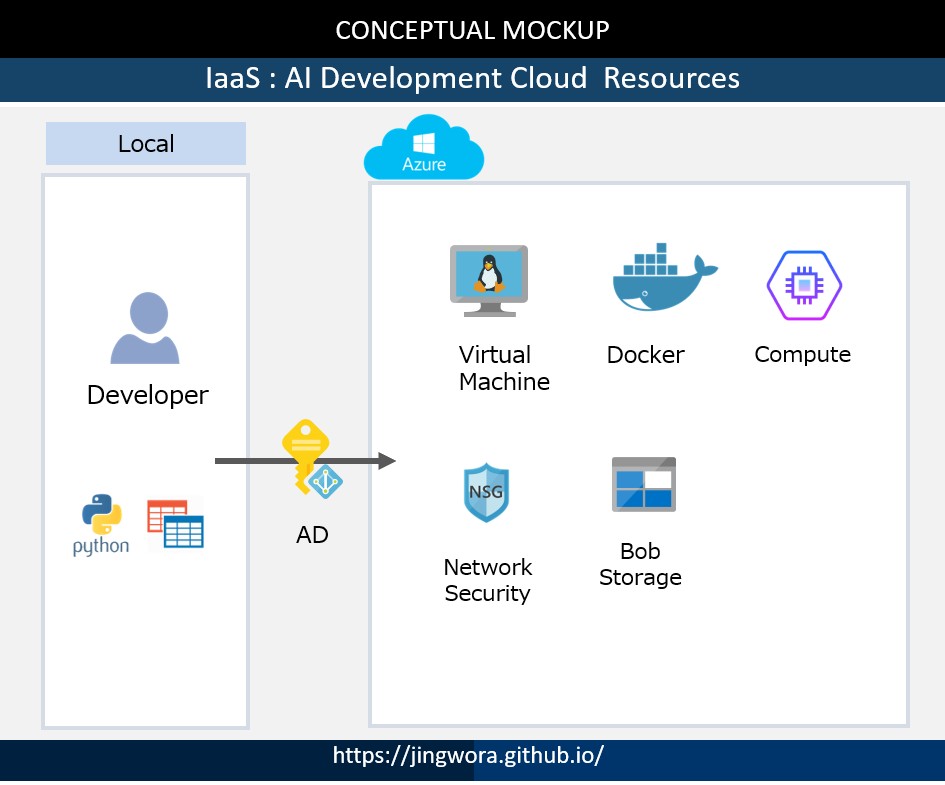 CONCEPTUAL MOCKUP
IaaS : AI Development Cloud  Resources
Local
Azure
Developer
python
AD
Virtual
Machine
Docker
Compute
NSG
Network
Security
Bob
Storage
https://jingwora.github.io/